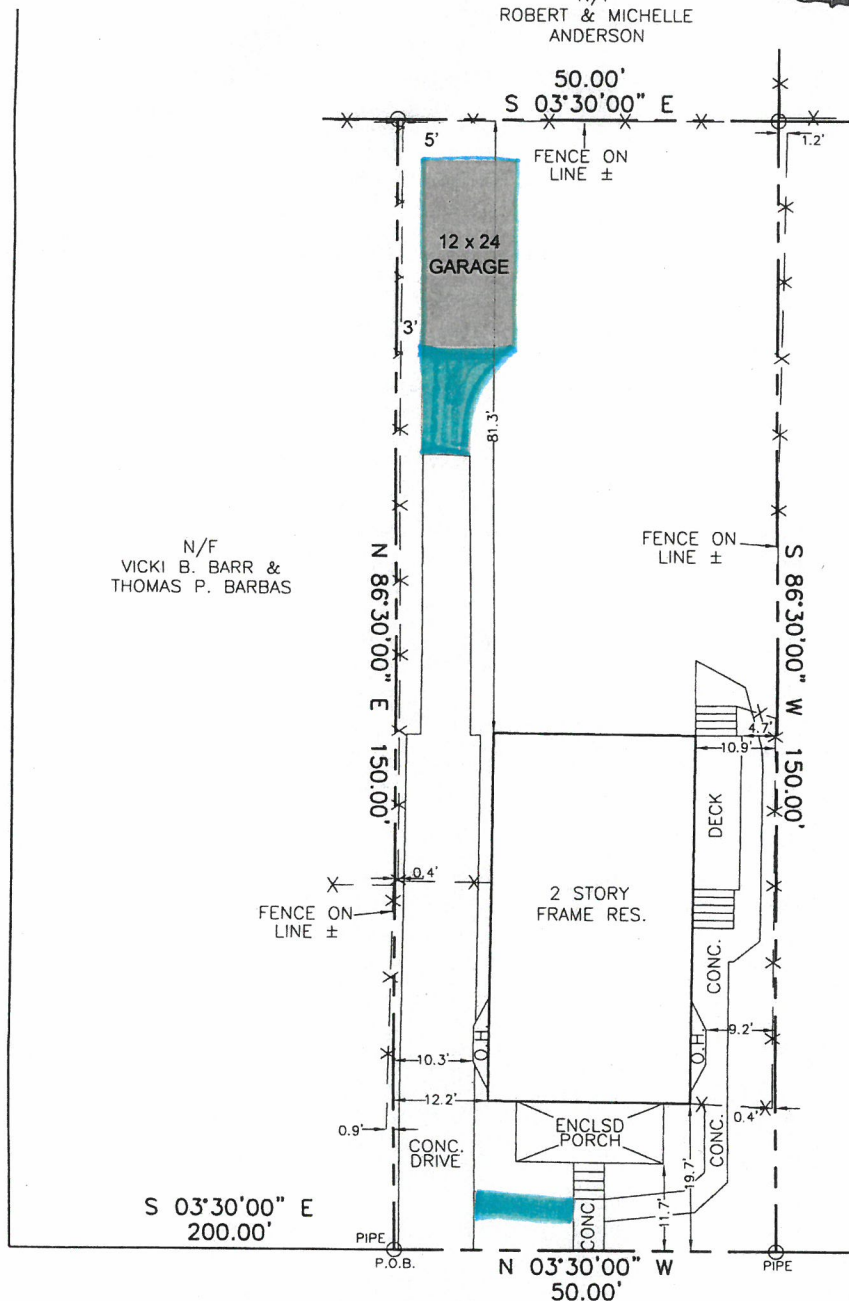 ROBERT & MICHELLE
ANDERSON
50.00'
S 03°30'00" E
5'
FENCE ON
LINE ±
1.2'
12 x 24
GARAGE
3'
81.3'
N/F
VICKI B. BARR &
THOMAS P. BARBAS
N 86°30'00" E 150.00'
FENCE ON
LINE ±
S 86°30'00" W 150.00'
4.7'
10.9'
DECK
0.4'
2 STORY
FRAME RES.
FENCE ON
LINE ±
CONC.
O.H.
O.H.
9.2'
10.3'
12.2'
0.4'
0.9'
ENCLSD
PORCH
CONC.
DRIVE
CONC.
19.7'
11.7'
CONC.
S 03°30'00" E
200.00'
PIPE
P.O.B.
N 03°30'00" W
50.00'
PIPE